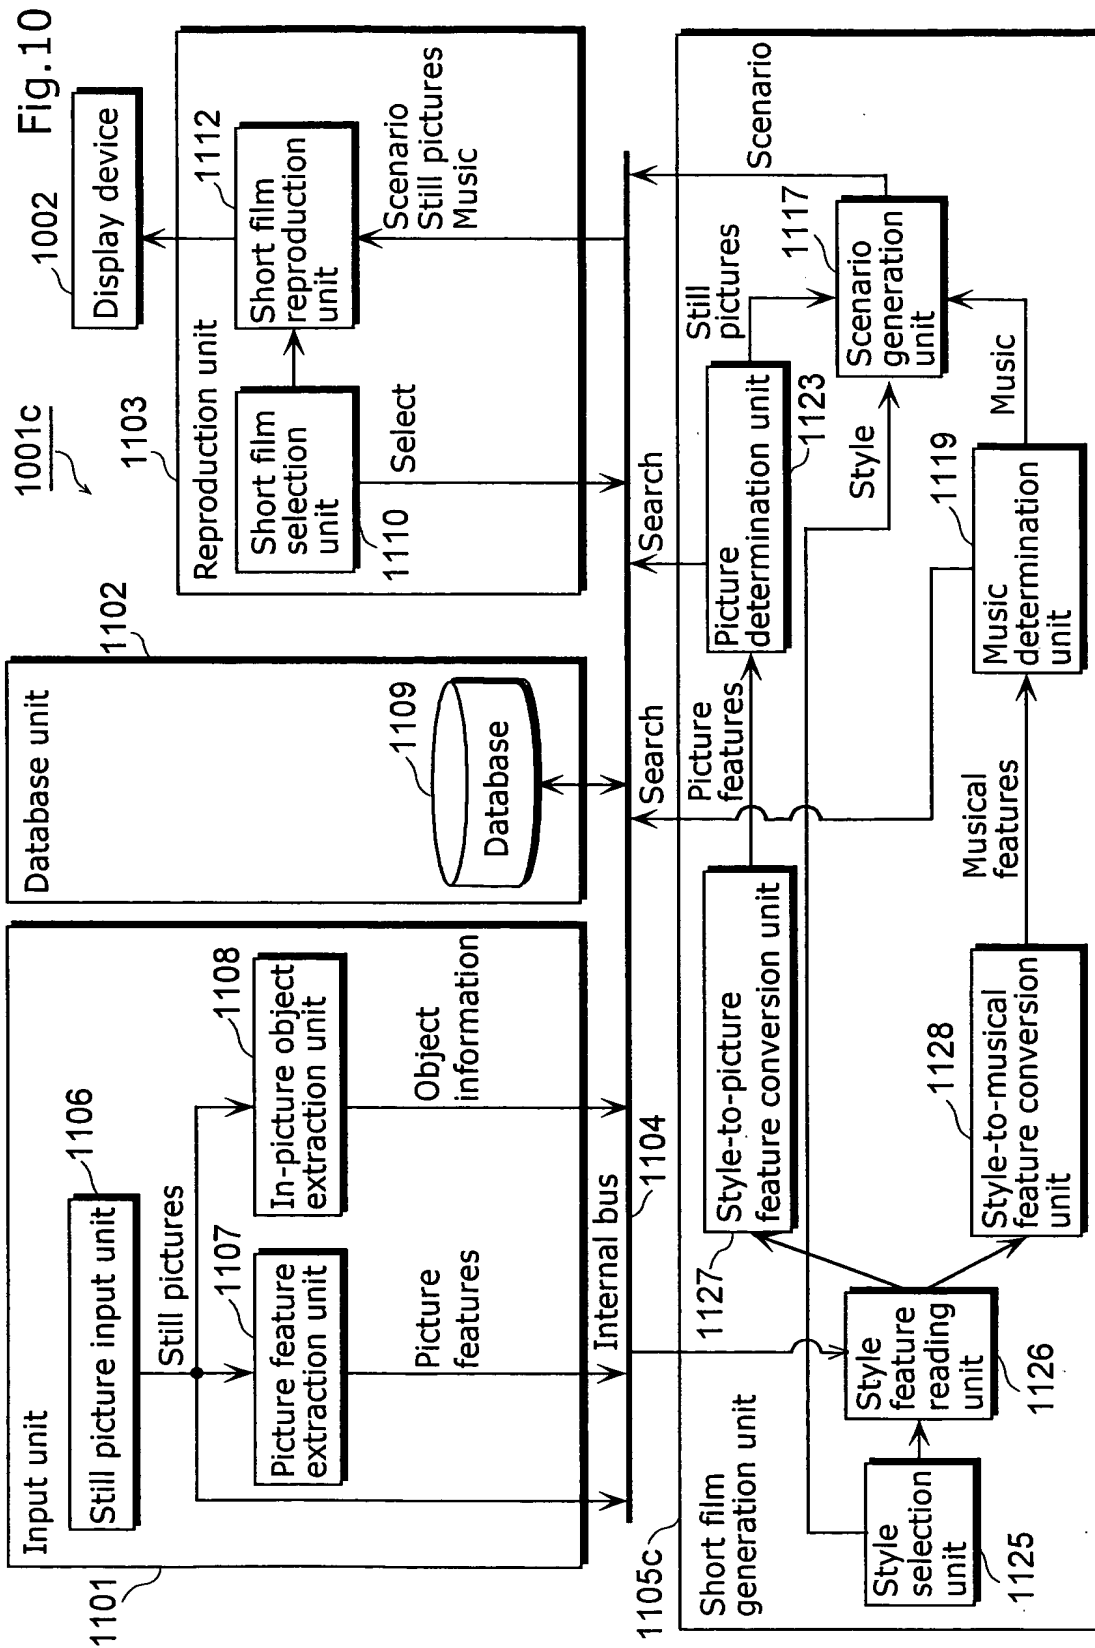 Fig.10
1001c
1101
Input unit
1106
Still picture input unit
Still pictures
1107
Picture feature
extraction unit
1108
In-picture object
extraction unit
Picture
features
Object
information
1102
Database unit
1109
Database
1103
Reproduction unit
1002
Display device
1112
Short film
reproduction
unit
Short film
selection
unit
1110
Select
Scenario
Still pictures
Music
Internal bus
1104
Search
Search
Scenario
1105c
Short film
generation unit
Style
selection
unit
1125
Style
feature
reading
unit
1126
1127
Style-to-picture
feature conversion unit
1128
Style-to-musical
feature conversion
unit
Picture
features
Musical
features
Picture
determination unit
1123
1119
Music
determination
unit
Style
Still
pictures
Music
1117
Scenario
generation
unit